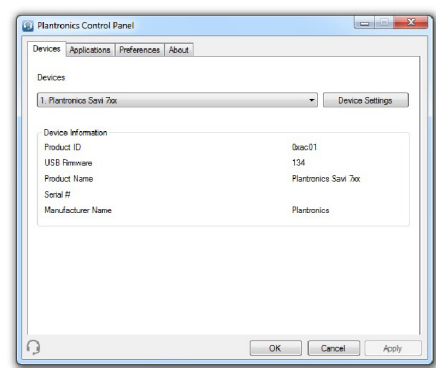 Plantronics Control Panel
Devices Applications Preferences About
Devices
1. Plantronics Savi 7xx Device Settings
Device Information
Product ID 0xac01
USB Firmware 134
Product Name Plantronics Savi 7xx
Serial #
Manufacturer Name Plantronics
OK Cancel Apply